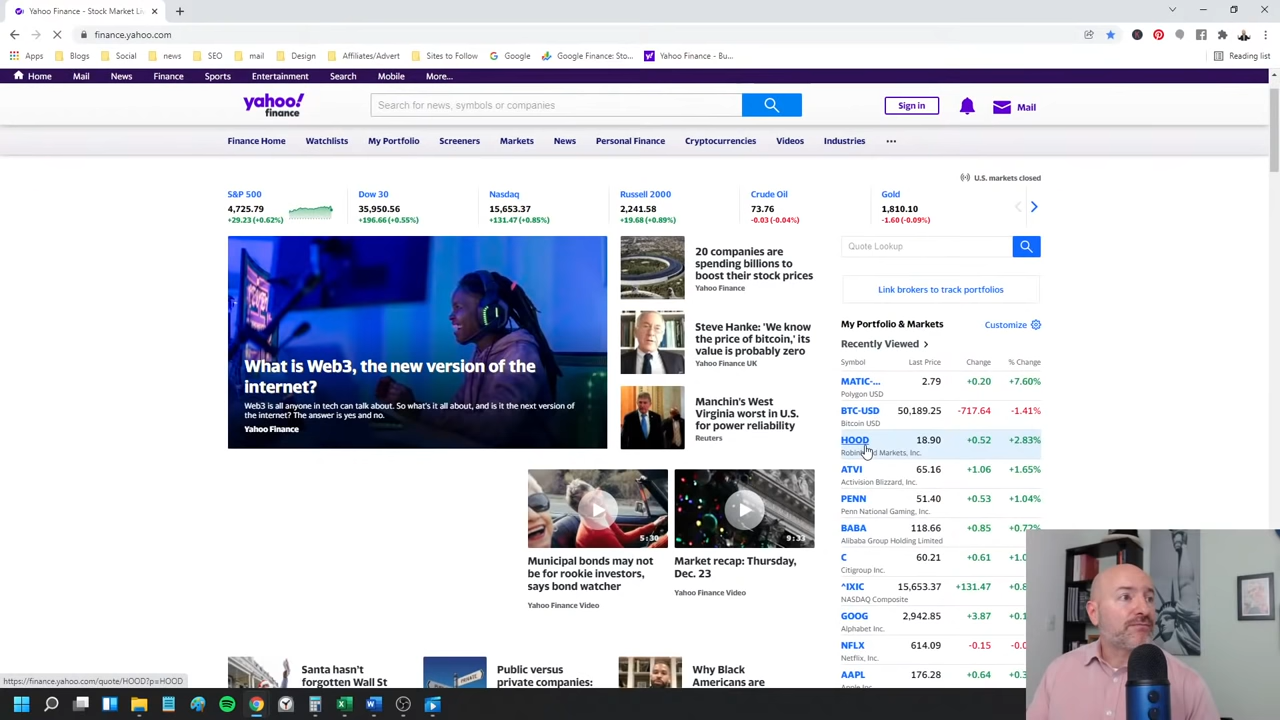 Yahoo Finance - Stock Market Li
finance.yahoo.com
Apps
Blogs
Social
news
SEO
mail
Design
Affiliates/Advert
Sites to Follow
Google
Google Finance: Sto...
Yahoo Finance - Bu...
Reading list
Home
Mail
News
Finance
Sports
Entertainment
Search
Mobile
More...
yahoo!
finance
Search for news, symbols or companies
Sign in
Mail
Finance Home
Watchlists
My Portfolio
Screeners
Markets
News
Personal Finance
Cryptocurrencies
Videos
Industries
U.S. markets closed
S&P 500
4,725.79
+29.23 (+0.62%)
Dow 30
35,950.56
+196.66 (+0.55%)
Nasdaq
15,653.37
+131.47 (+0.85%)
Russell 2000
2,241.58
+19.68 (+0.89%)
Crude Oil
73.76
-0.03 (-0.04%)
Gold
1,810.10
-1.60 (-0.09%)
What is Web3, the new version of the
internet?
Web3 is all anyone in tech can talk about. So what's it all about, and is it the next version of
the internet? The answer is yes and no.
Yahoo Finance
20 companies are
spending billions to
boost their stock prices
Yahoo Finance
Steve Hanke: 'We know
the price of bitcoin,' its
value is probably zero
Yahoo Finance UK
Manchin's West
Virginia worst in U.S.
for power reliability
Reuters
5:30
Municipal bonds may not
be for rookie investors,
says bond watcher
Yahoo Finance Video
9:33
Market recap: Thursday,
Dec. 23
Yahoo Finance Video
Santa hasn't
forgotten Wall St
Public versus
private companies:
Why Black
Americans are
Quote Lookup
Link brokers to track portfolios
My Portfolio & Markets
Customize
Recently Viewed
Symbol Last Price Change % Change
MATIC-... 2.79 +0.20 +7.60%
Polygon USD
BTC-USD 50,189.25 -717.64 -1.41%
Bitcoin USD
HOOD 18.90 +0.52 +2.83%
Markets, Inc.
ATVI 65.16 +1.06 +1.65%
Activision Blizzard, Inc.
PENN 51.40 +0.53 +1.04%
Penn National Gaming, Inc.
BABA 118.66 +0.85 +0.72%
Alibaba Group Holding Limited
C 60.21 +0.61
Citigroup Inc.
^IXIC 15,653.37 +131.47
NASDAQ Composite
GOOG 2,942.85 +3.87
Alphabet Inc.
NFLX 614.09 -0.15
Netflix, Inc.
AAPL 176.28 +0.64
https://finance.yahoo.com/quote/HOOD?p=HOOD